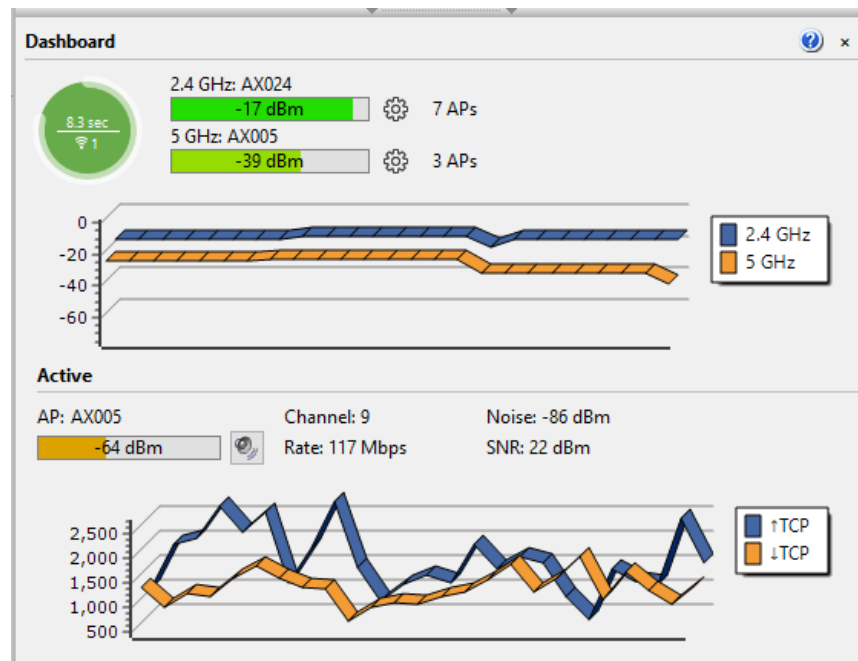 Dashboard
2.4 GHz: AX024
8.3 sec
1
-17 dBm
7 APs
5 GHz: AX005
-39 dBm
3 APs
0
-20
-40
-60
2.4 GHz
5 GHz
Active
AP: AX005
Channel: 9
Noise: -86 dBm
-64 dBm
Rate: 117 Mbps
SNR: 22 dBm
2,500
2,000
1,500
1,000
500
↑TCP
↓TCP